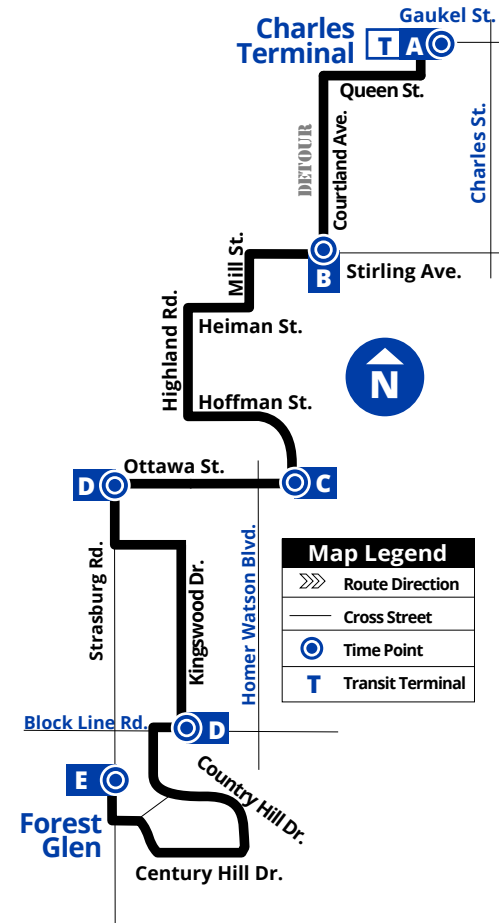 Gaukel St.
Charles
Terminal
T A
Queen St.
Charles St.
Courtland Ave.
DETOUR
Mill St.
B
Stirling Ave.
Highland Rd.
Heiman St.
N
Hoffman St.
Ottawa St.
D
C
Strasburg Rd.
Kingswood Dr.
Homer Watson Blvd.
Map Legend
Route Direction
Cross Street
Time Point
T Transit Terminal
Block Line Rd.
D
E
Country Hill Dr.
Forest
Glen
Century Hill Dr.